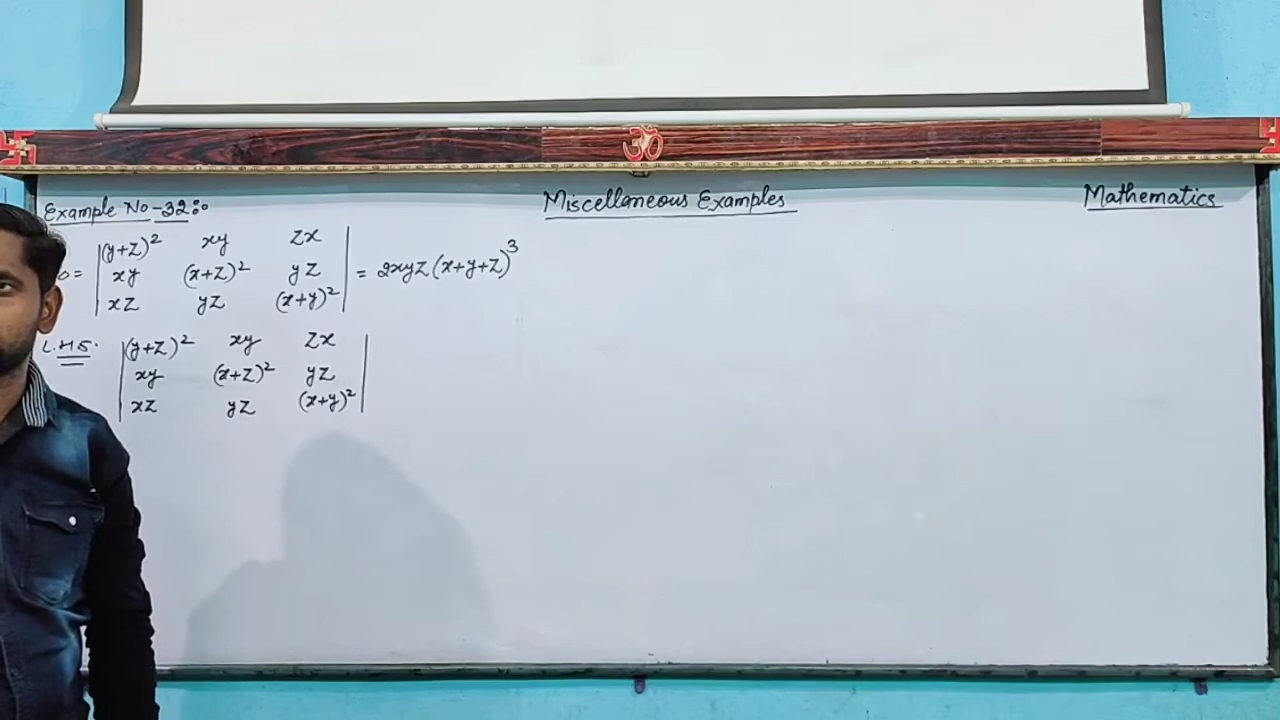 Example No-32:
Miscellaneous Examples
Mathematics
| (y+z)² xy zx |
= | xy (x+z)² yz | = 2xyz(x+y+z)³
| xz yz (x+y)² |
L.H.S.
| (y+z)² xy zx |
| xy (x+z)² yz |
| xz yz (x+y)² |
ॐ